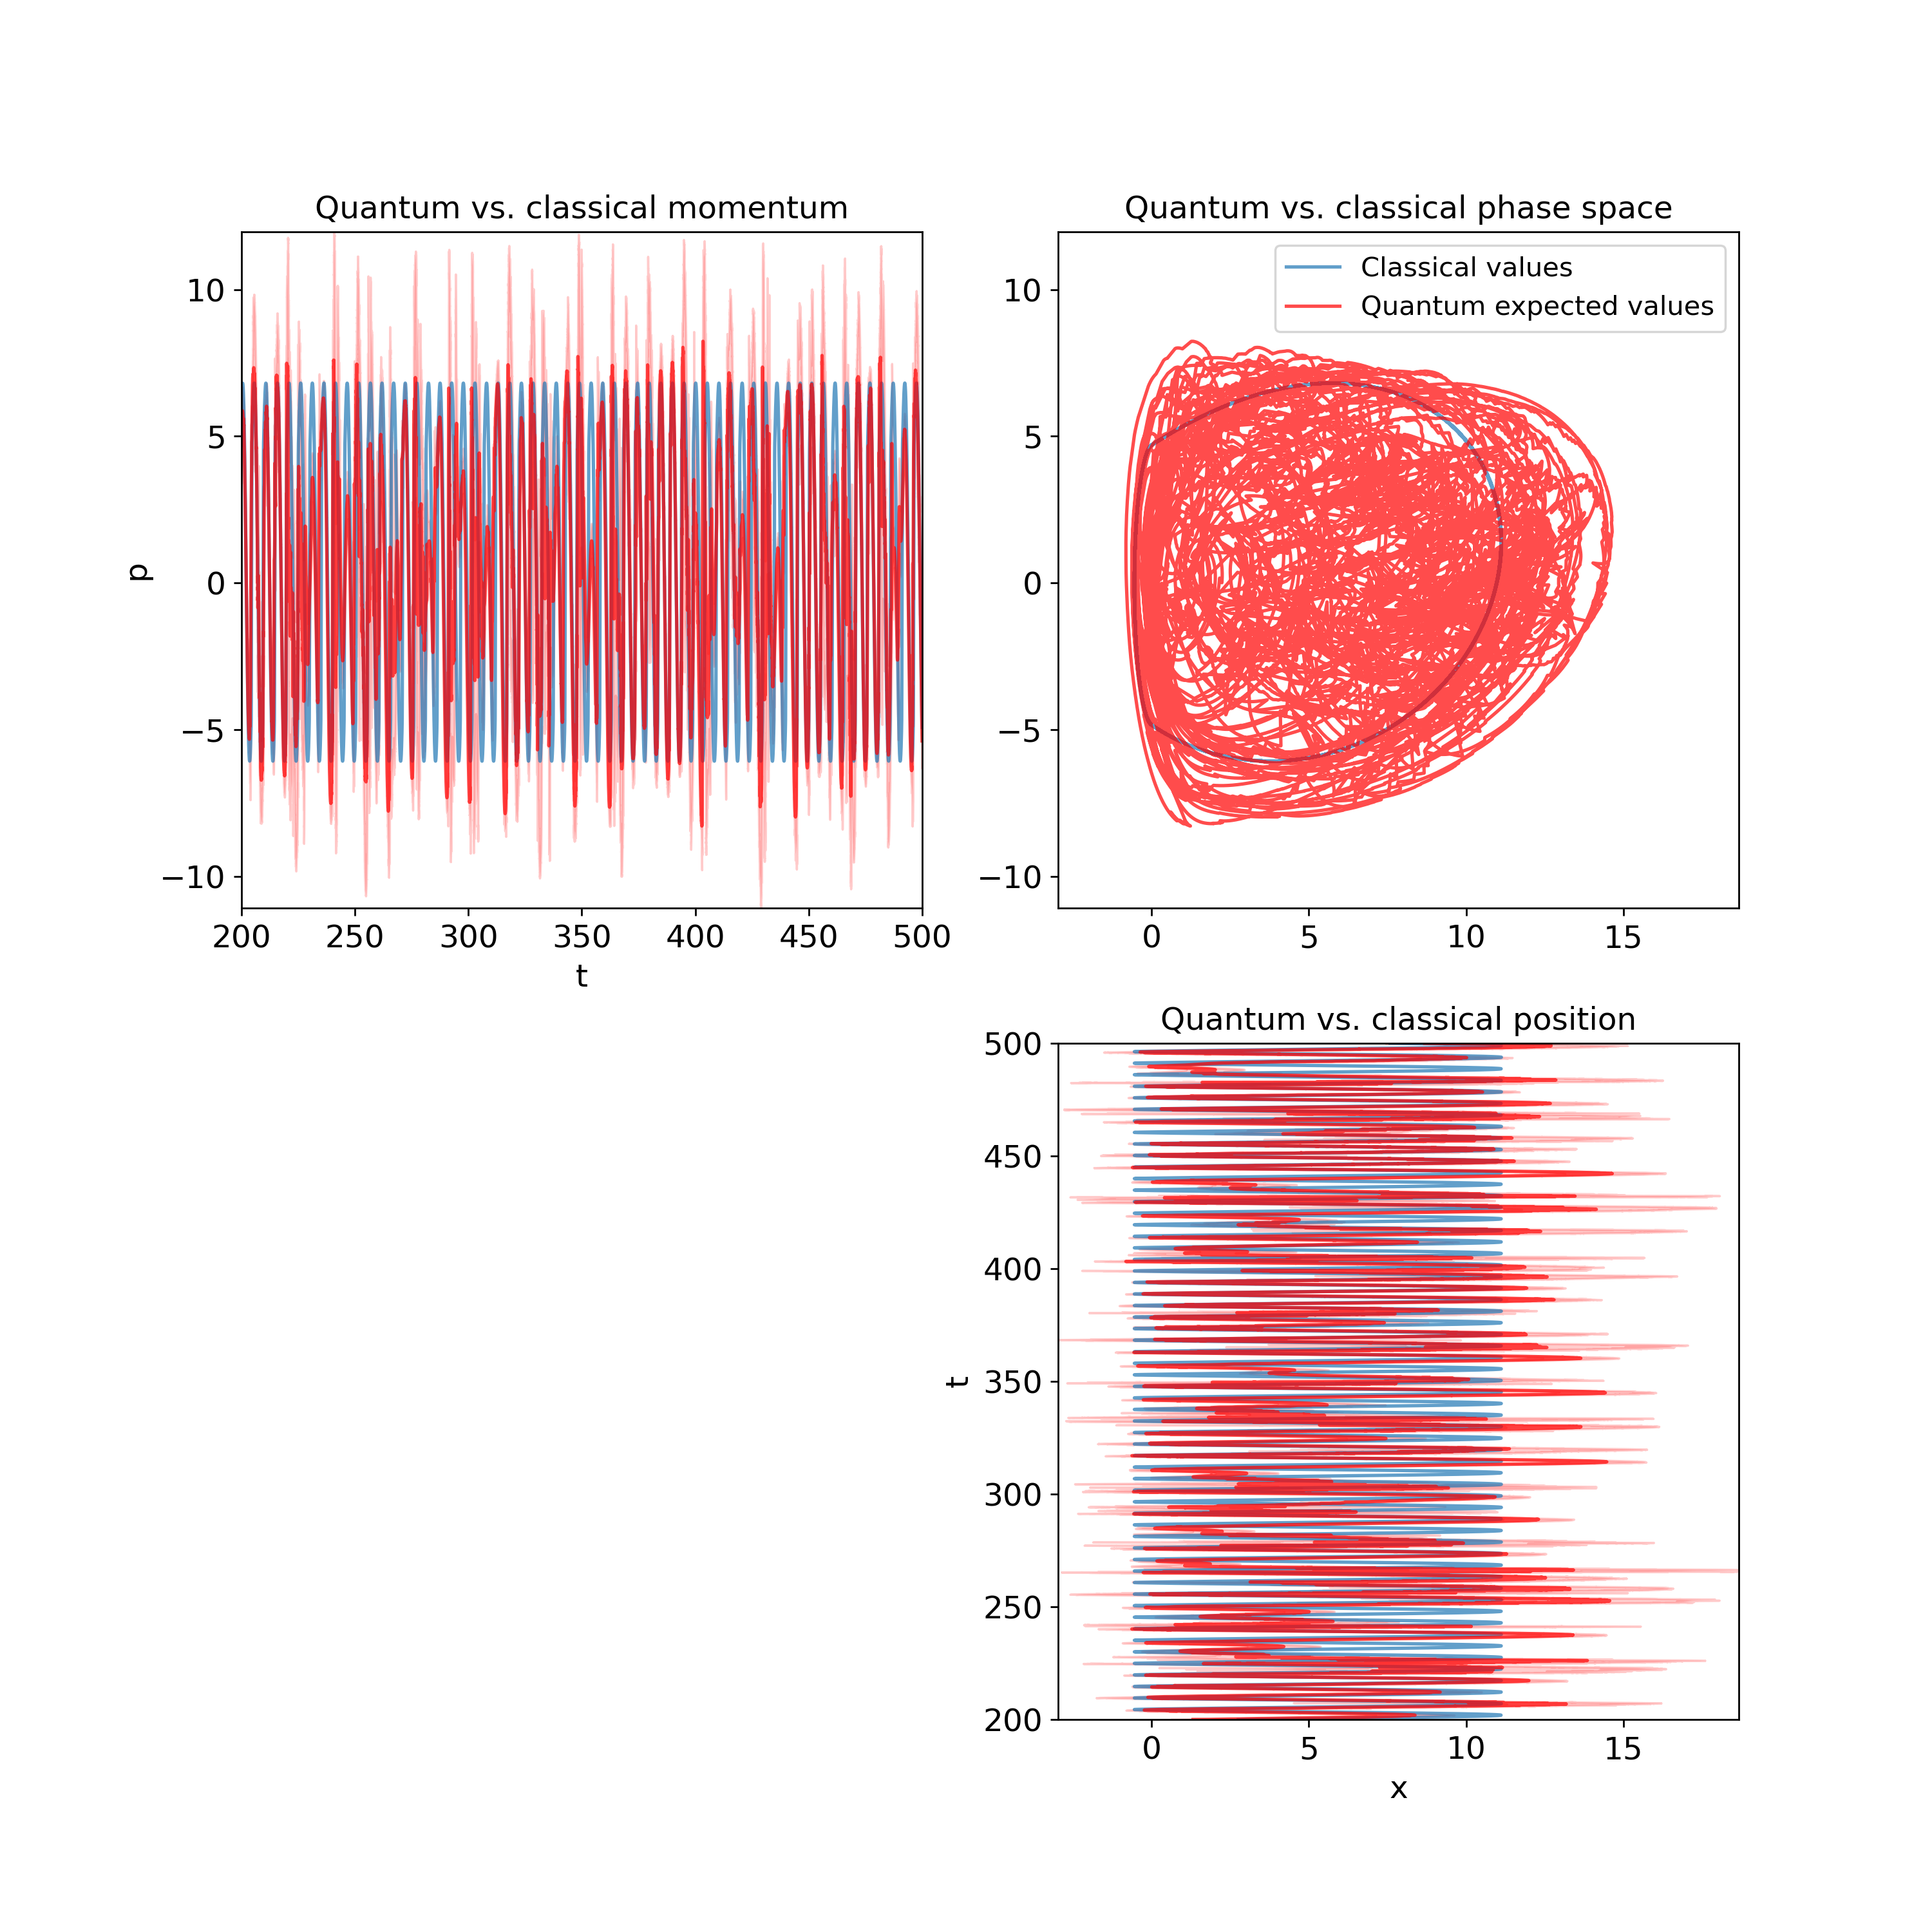 Quantum vs. classical momentum
10
5
0
−5
−10
p
200 250 300 350 400 450 500
t
Quantum vs. classical phase space
Classical values
Quantum expected values
10
5
0
−5
−10
0 5 10 15
Quantum vs. classical position
500
450
400
350
300
250
200
t
0 5 10 15
x